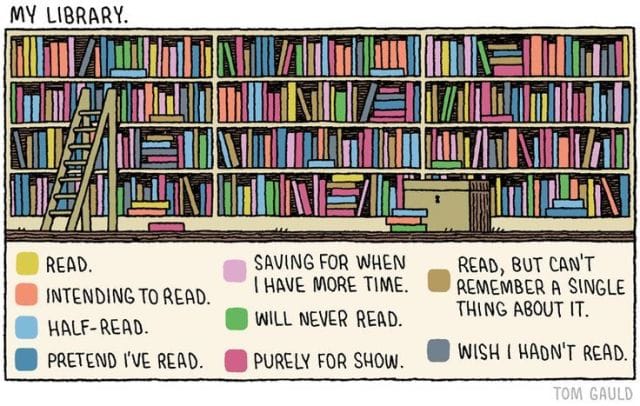 MY LIBRARY.
READ.
INTENDING TO READ.
HALF-READ.
PRETEND I'VE READ.
SAVING FOR WHEN
I HAVE MORE TIME.
WILL NEVER READ.
PURELY FOR SHOW.
READ, BUT CAN'T
REMEMBER A SINGLE
THING ABOUT IT.
WISH I HADN'T READ.
TOM GAULD